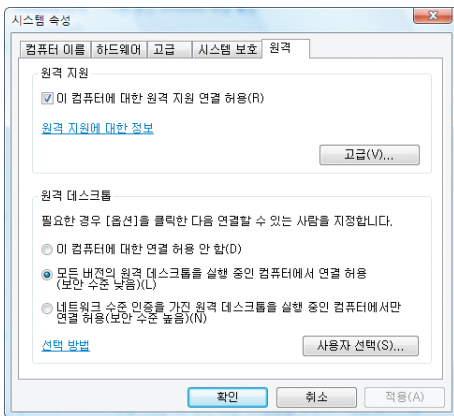 시스템 속성
컴퓨터 이름 하드웨어 고급 시스템 보호 원격
원격 지원
이 컴퓨터에 대한 원격 지원 연결 허용(R)
원격 지원에 대한 정보
고급(V)...
원격 데스크톱
필요한 경우 [옵션]을 클릭한 다음 연결할 수 있는 사람을 지정합니다.
이 컴퓨터에 대한 연결 허용 안 함(D)
모든 버전의 원격 데스크톱을 실행 중인 컴퓨터에서 연결 허용
(보안 수준 낮음)(L)
네트워크 수준 인증을 가진 원격 데스크톱을 실행 중인 컴퓨터에서만
연결 허용(보안 수준 높음)(N)
선택 방법 사용자 선택(S)...
확인 취소 적용(A)